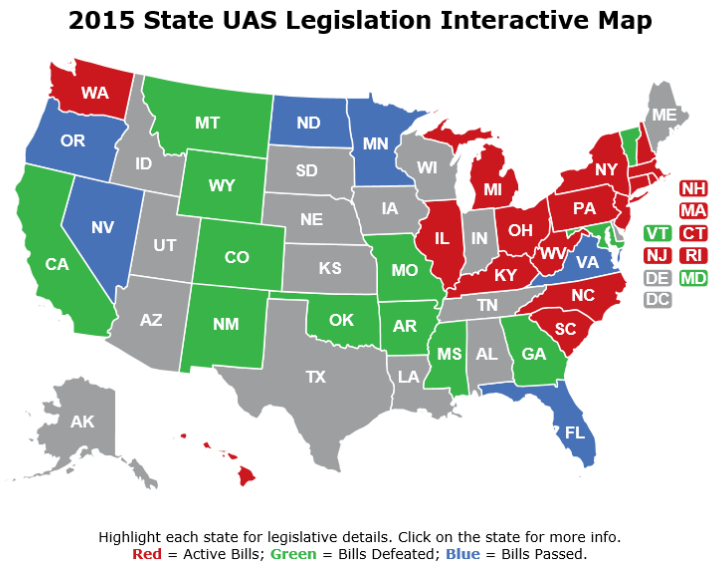 2015 State UAS Legislation Interactive Map
WA
MT
ND
MN
ME
OR
ID
SD
WI
MI
NY
WY
NH
NV
NE
IA
PA
MA
UT
CO
IL
IN
OH
WV
VT
CT
CA
KS
MO
KY
VA
NJ
RI
DE
MD
DC
AZ
NM
OK
AR
TN
NC
SC
TX
LA
MS
AL
GA
AK
FL
Highlight each state for legislative details. Click on the state for more info.
Red = Active Bills; Green = Bills Defeated; Blue = Bills Passed.